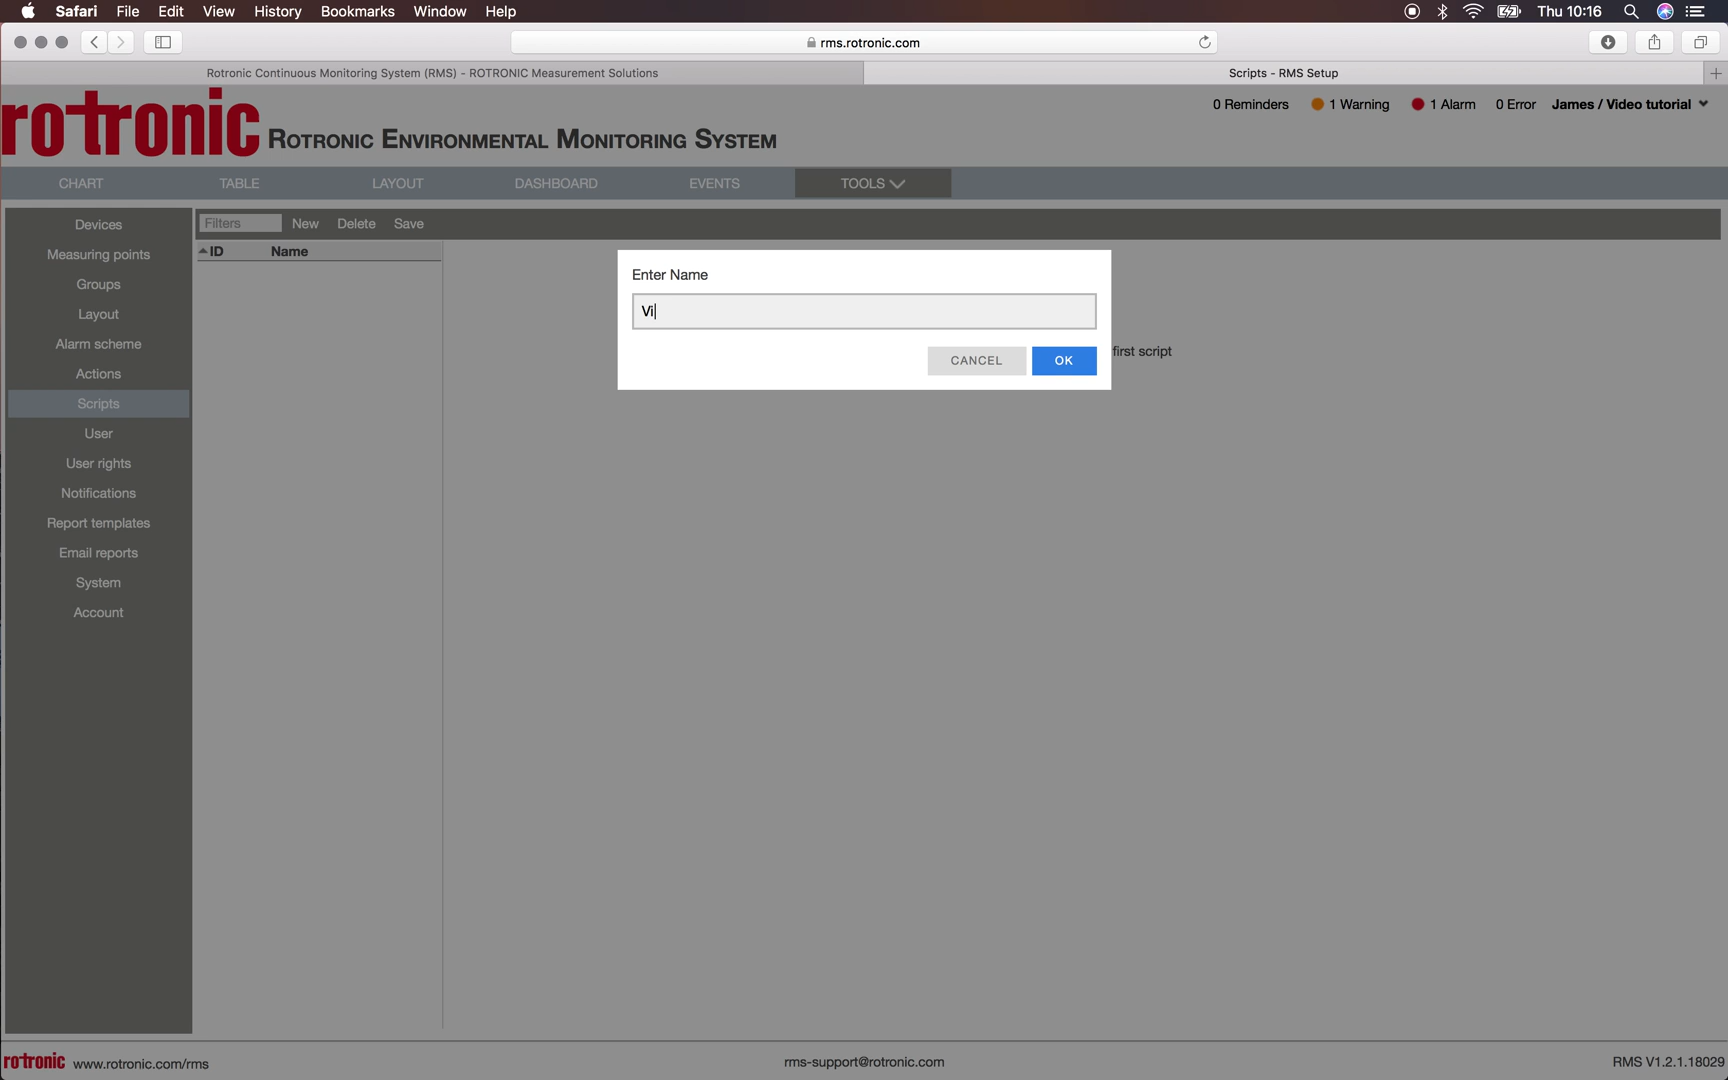 Safari File Edit View History Bookmarks Window Help Thu 10:16
rms.rotronic.com
Rotronic Continuous Monitoring System (RMS) - ROTRONIC Measurement Solutions Scripts - RMS Setup
rotronic ROTRONIC ENVIRONMENTAL MONITORING SYSTEM 0 Reminders 1 Warning 1 Alarm 0 Error James / Video tutorial
CHART TABLE LAYOUT DASHBOARD EVENTS TOOLS
Devices
Measuring points
Groups
Layout
Alarm scheme
Actions
Scripts
User
User rights
Notifications
Report templates
Email reports
System
Account
Filters New Delete Save
ID Name
Enter Name
Vi
CANCEL OK
first script
rotronic www.rotronic.com/rms rms-support@rotronic.com RMS V1.2.1.18029